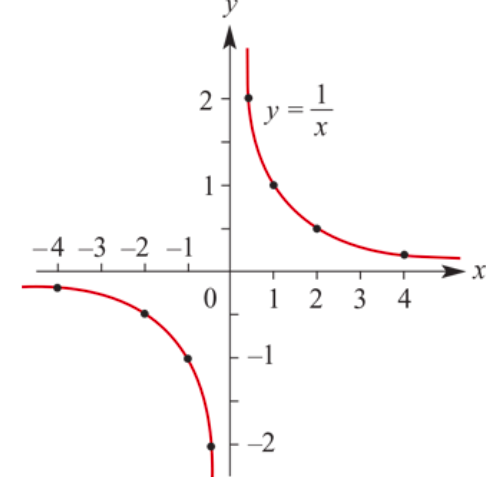 y
2
y = 1/x
1
–4 –3 –2 –1
x
0 1 2 3 4
–1
–2